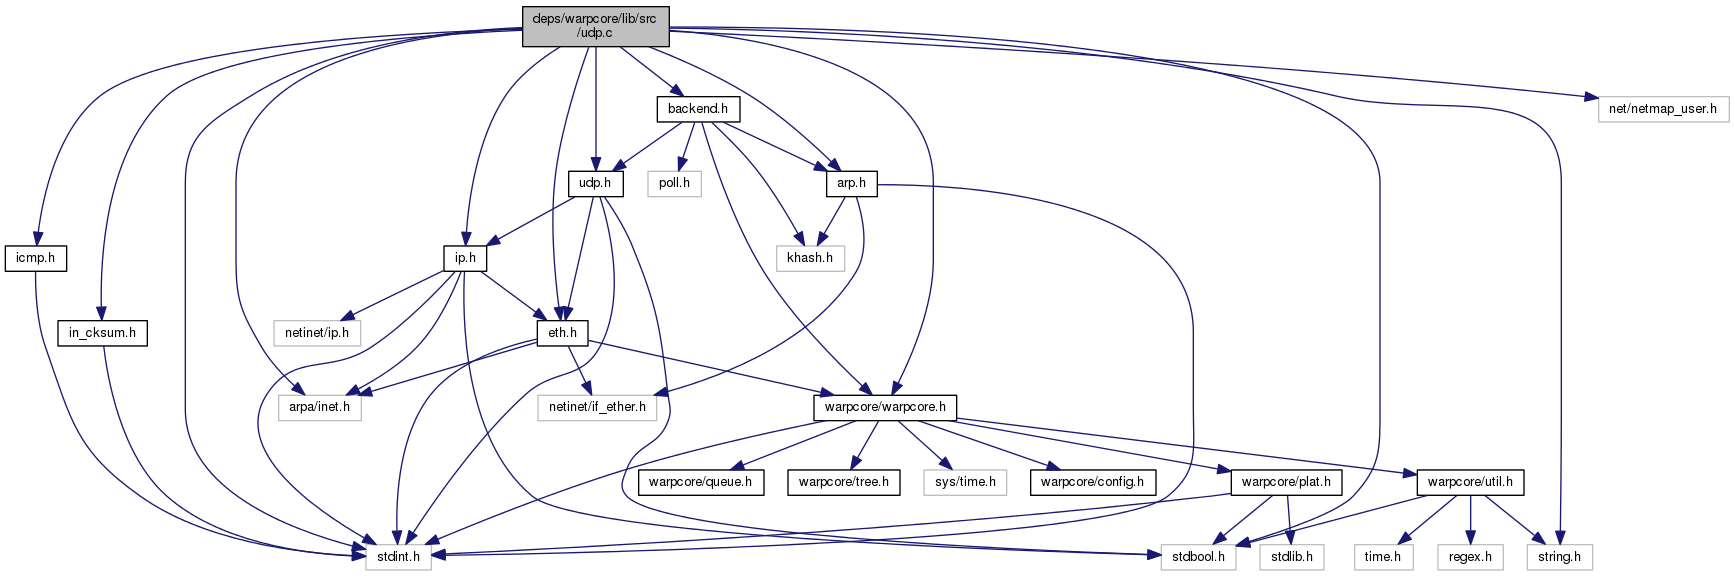 deps/warpcore/lib/src
/udp.c
backend.h
net/netmap_user.h
udp.h
poll.h
arp.h
icmp.h
ip.h
khash.h
in_cksum.h
netinet/ip.h
eth.h
arpa/inet.h
netinet/if_ether.h
warpcore/warpcore.h
warpcore/queue.h
warpcore/tree.h
sys/time.h
warpcore/config.h
warpcore/plat.h
warpcore/util.h
stdint.h
stdbool.h
stdlib.h
time.h
regex.h
string.h